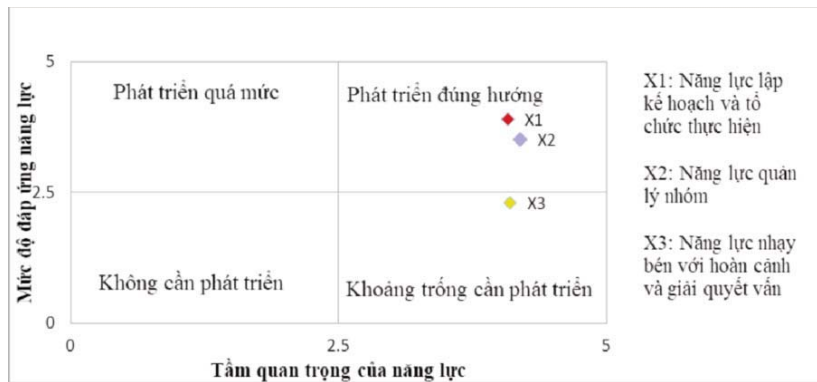 5
Phát triển quá mức
Phát triển đúng hướng
X1
X2
2.5
X3
Không cần phát triển
Khoảng trống cần phát triển
0
0
2.5
5
Mức độ đáp ứng năng lực
Tầm quan trọng của năng lực
X1: Năng lực lập
kế hoạch và tổ
chức thực hiện
X2: Năng lực quản
lý nhóm
X3: Năng lực nhạy
bén với hoàn cảnh
và giải quyết vấn